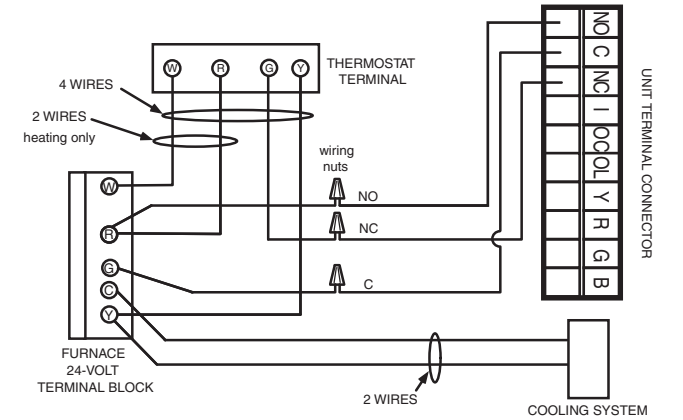 THERMOSTAT
TERMINAL
W
R
G
Y
4 WIRES
2 WIRES
heating only
wiring
nuts
NO
NC
C
W
R
G
C
Y
FURNACE
24-VOLT
TERMINAL BLOCK
2 WIRES
COOLING SYSTEM
NO
C
NC
I
OC
OL
Y
R
G
B
UNIT TERMINAL CONNECTOR